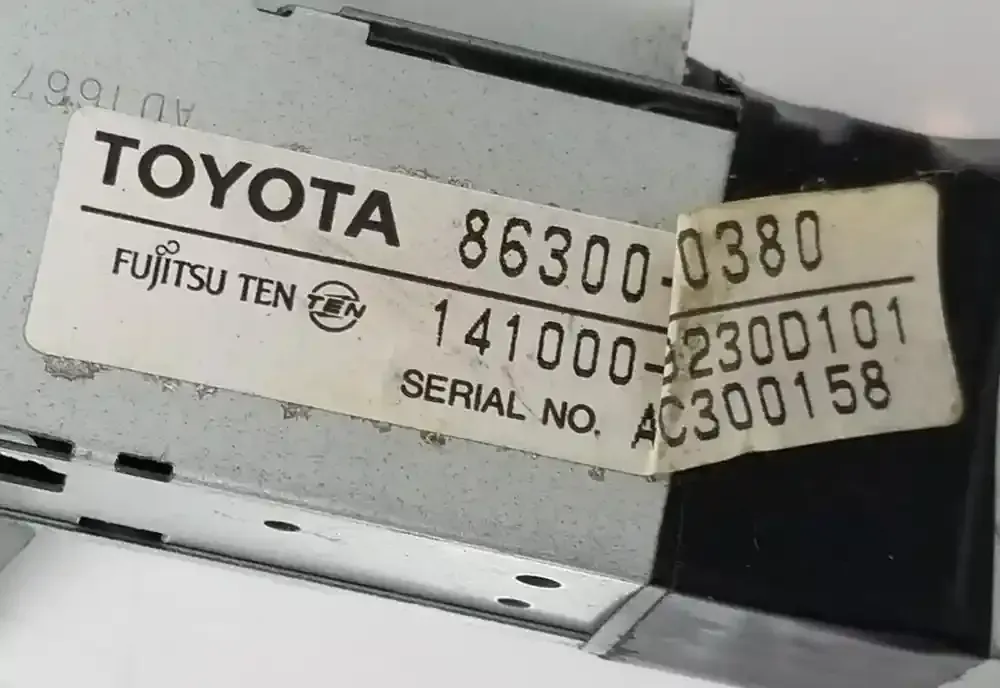 AU1667
TOYOTA 86300-0380
FUJITSU TEN TEN
141000-3230D101
SERIAL NO. AC300158